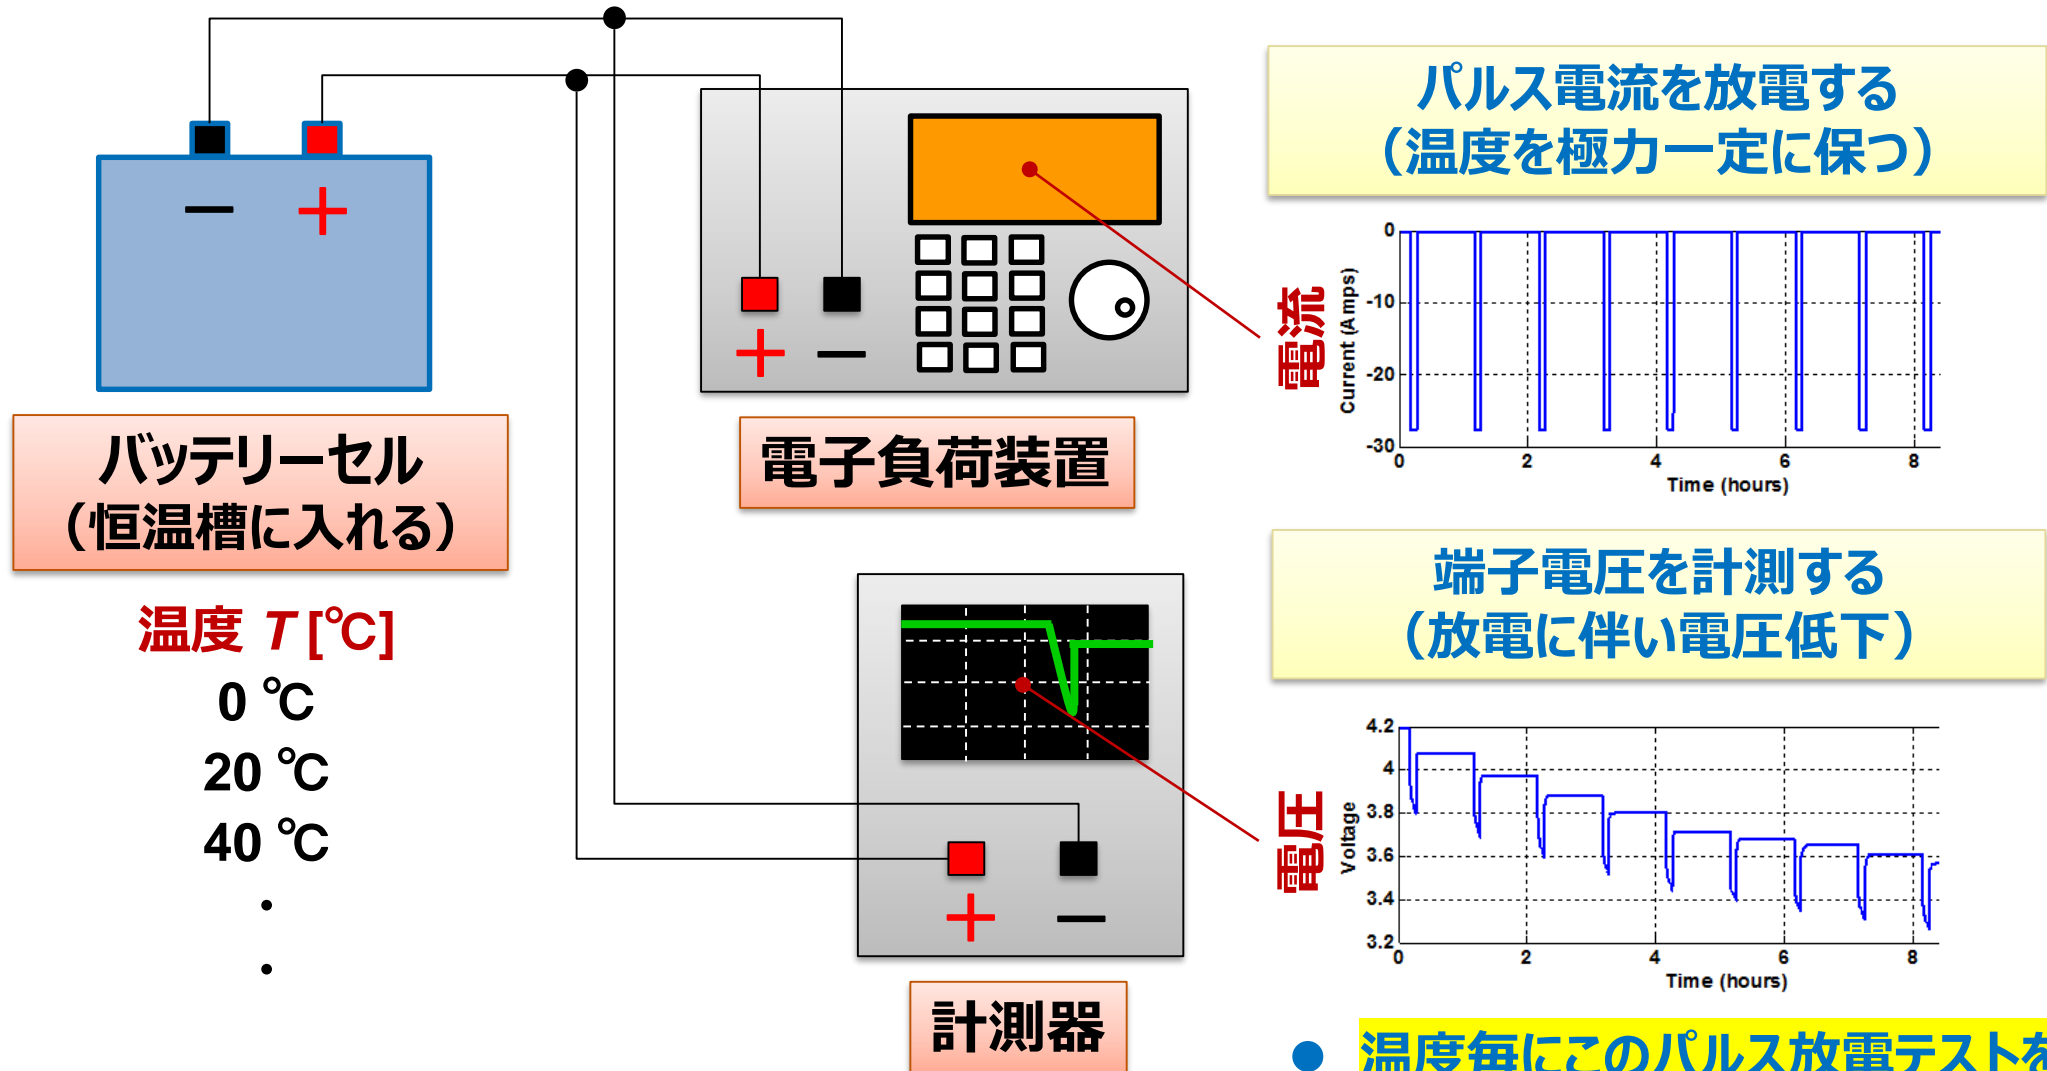 パルス電流を放電する
（温度を極力一定に保つ）
－
＋
＋
－
電流
Current (Amps)
0
-10
-20
-30
0 2 4 6 8
Time (hours)
バッテリーセル
（恒温槽に入れる）
電子負荷装置
温度 T [℃]
0 ℃
20 ℃
40 ℃
・
・
端子電圧を計測する
（放電に伴い電圧低下）
電圧
Voltage
4.2
4
3.8
3.6
3.4
3.2
0 2 4 6 8
Time (hours)
＋
－
計測器
● 温度毎にこのパルス放電テストを